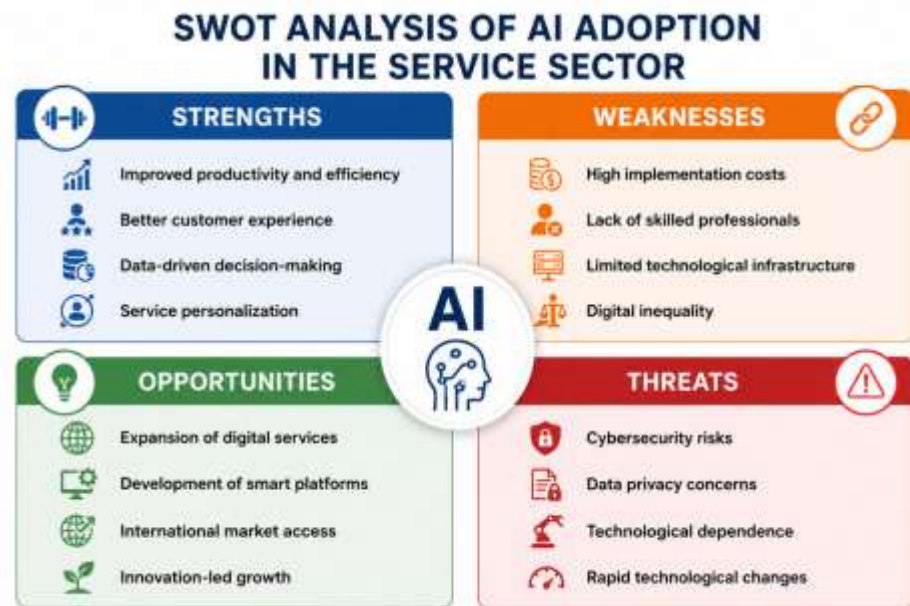 SWOT ANALYSIS OF AI ADOPTION
IN THE SERVICE SECTOR
STRENGTHS
Improved productivity and efficiency
Better customer experience
Data-driven decision-making
Service personalization
WEAKNESSES
High implementation costs
Lack of skilled professionals
Limited technological infrastructure
Digital inequality
AI
OPPORTUNITIES
Expansion of digital services
Development of smart platforms
International market access
Innovation-led growth
THREATS
Cybersecurity risks
Data privacy concerns
Technological dependence
Rapid technological changes